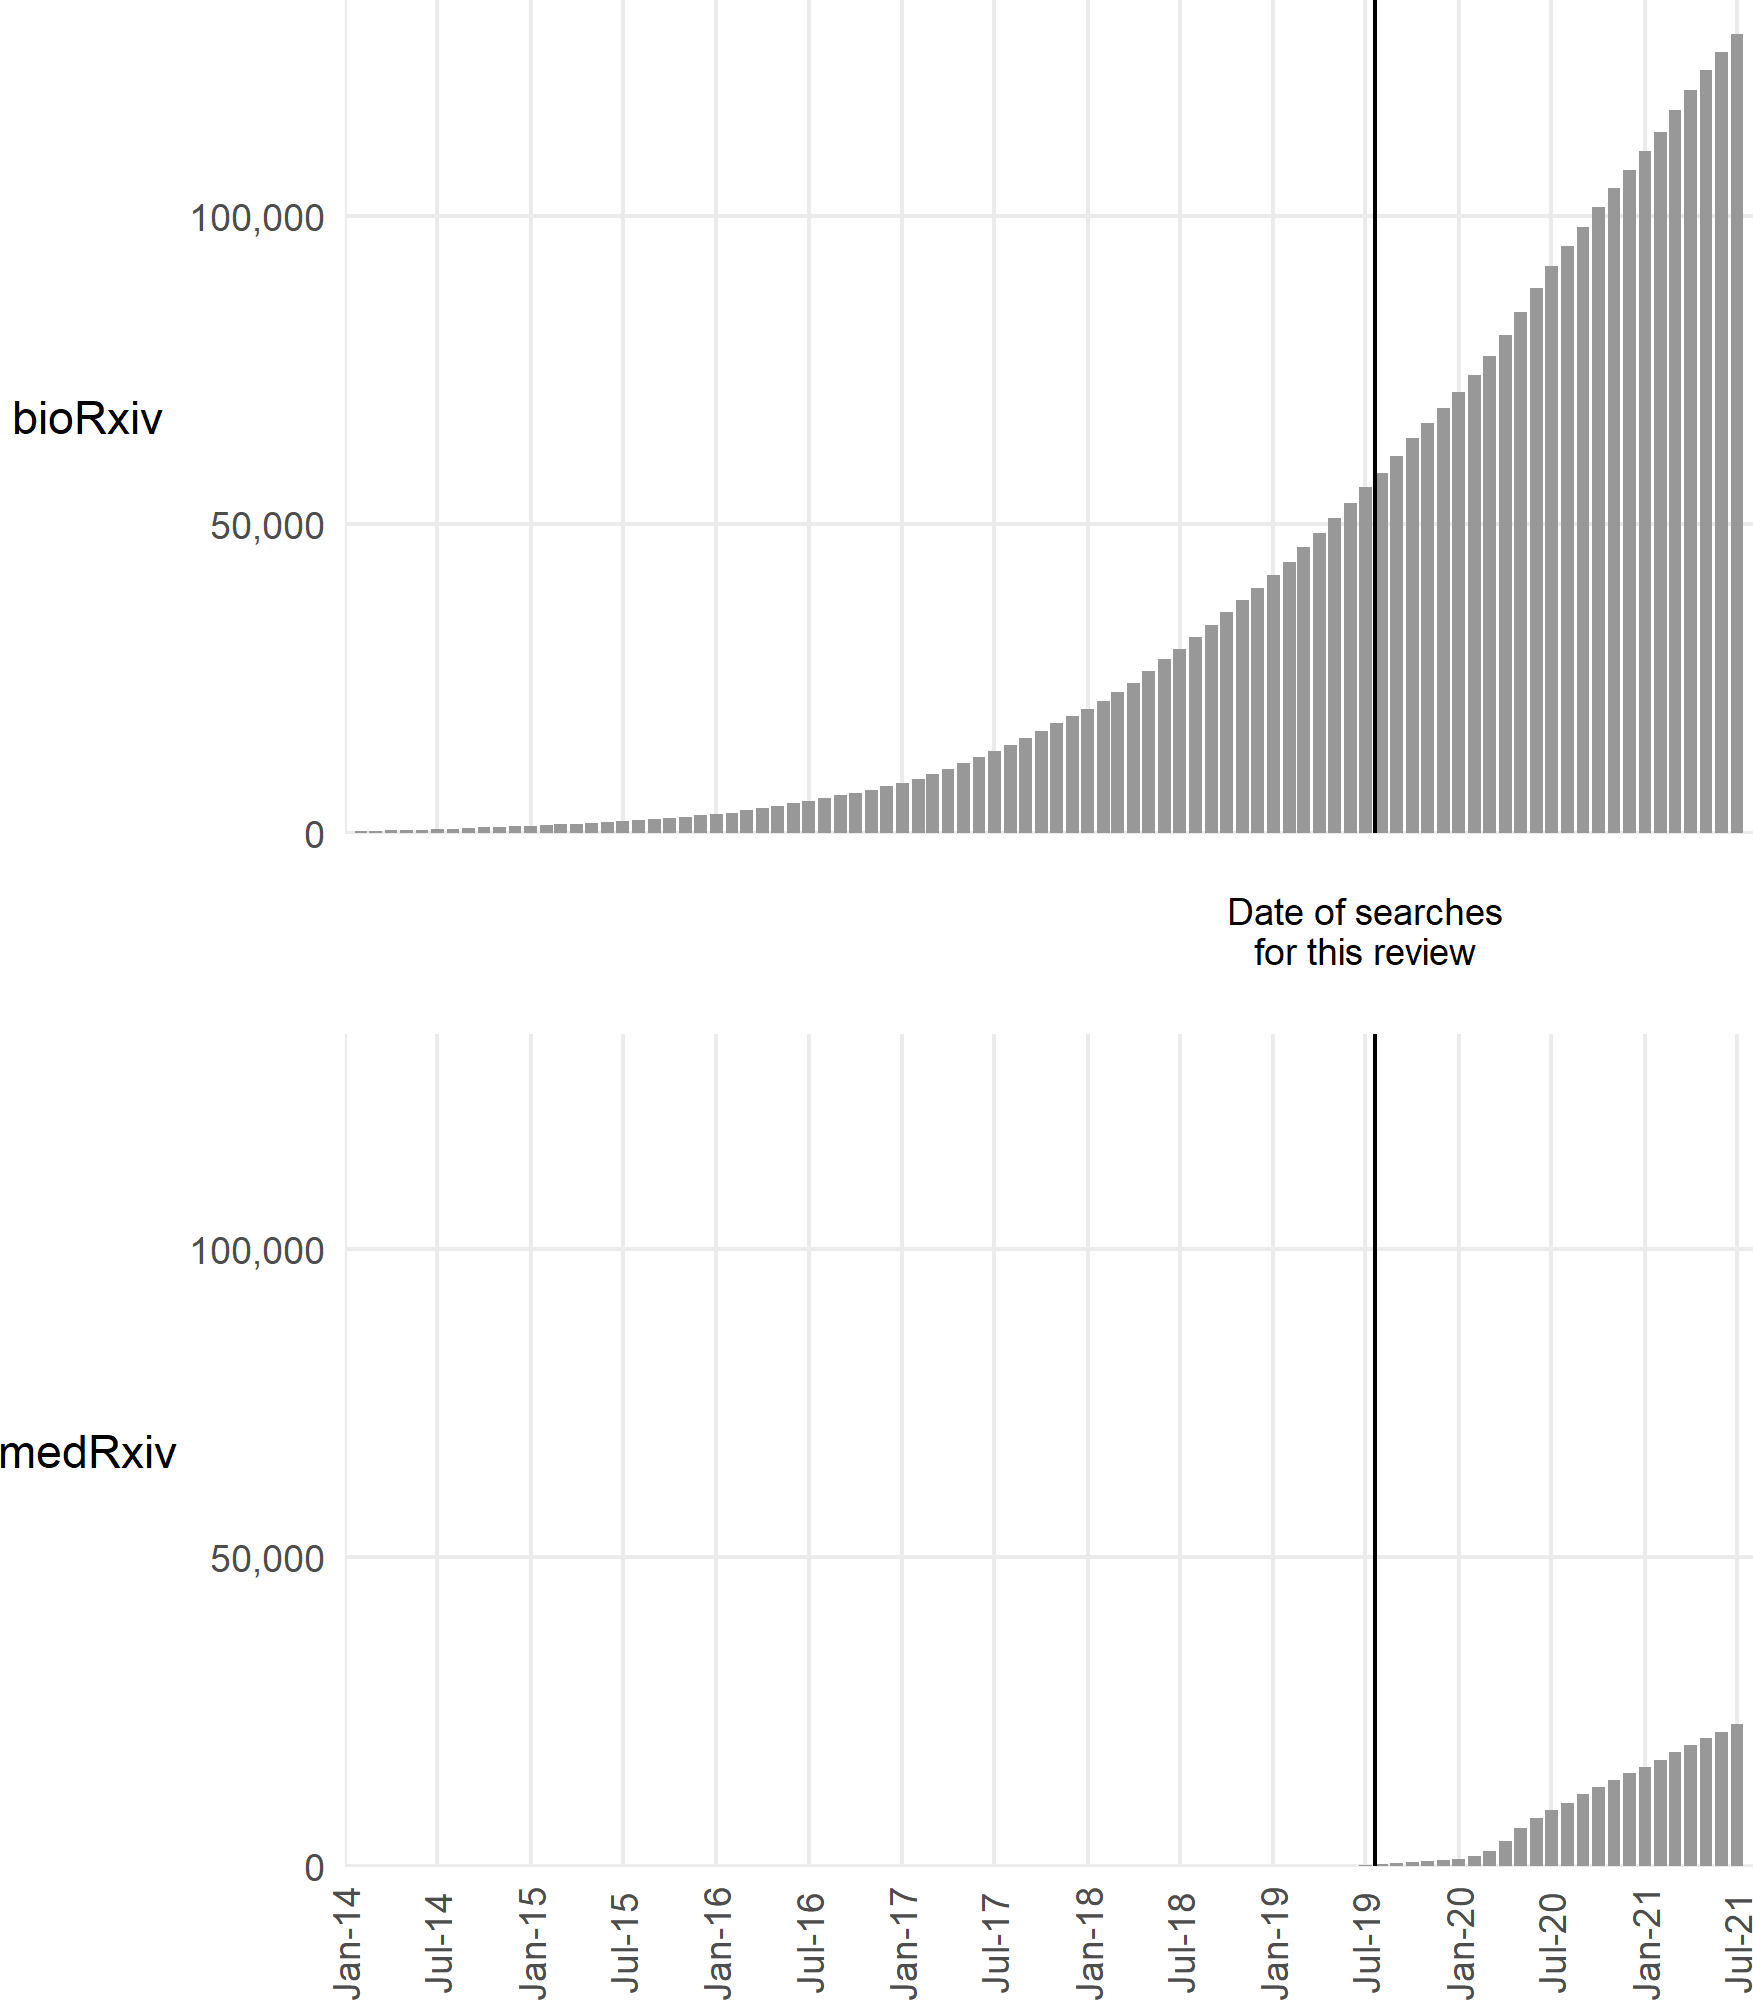 100,000
bioRxiv
50,000
0
Date of searches
for this review
100,000
medRxiv
50,000
0
Jan-14
Jul-14
Jan-15
Jul-15
Jan-16
Jul-16
Jan-17
Jul-17
Jan-18
Jul-18
Jan-19
Jul-19
Jan-20
Jul-20
Jan-21
Jul-21